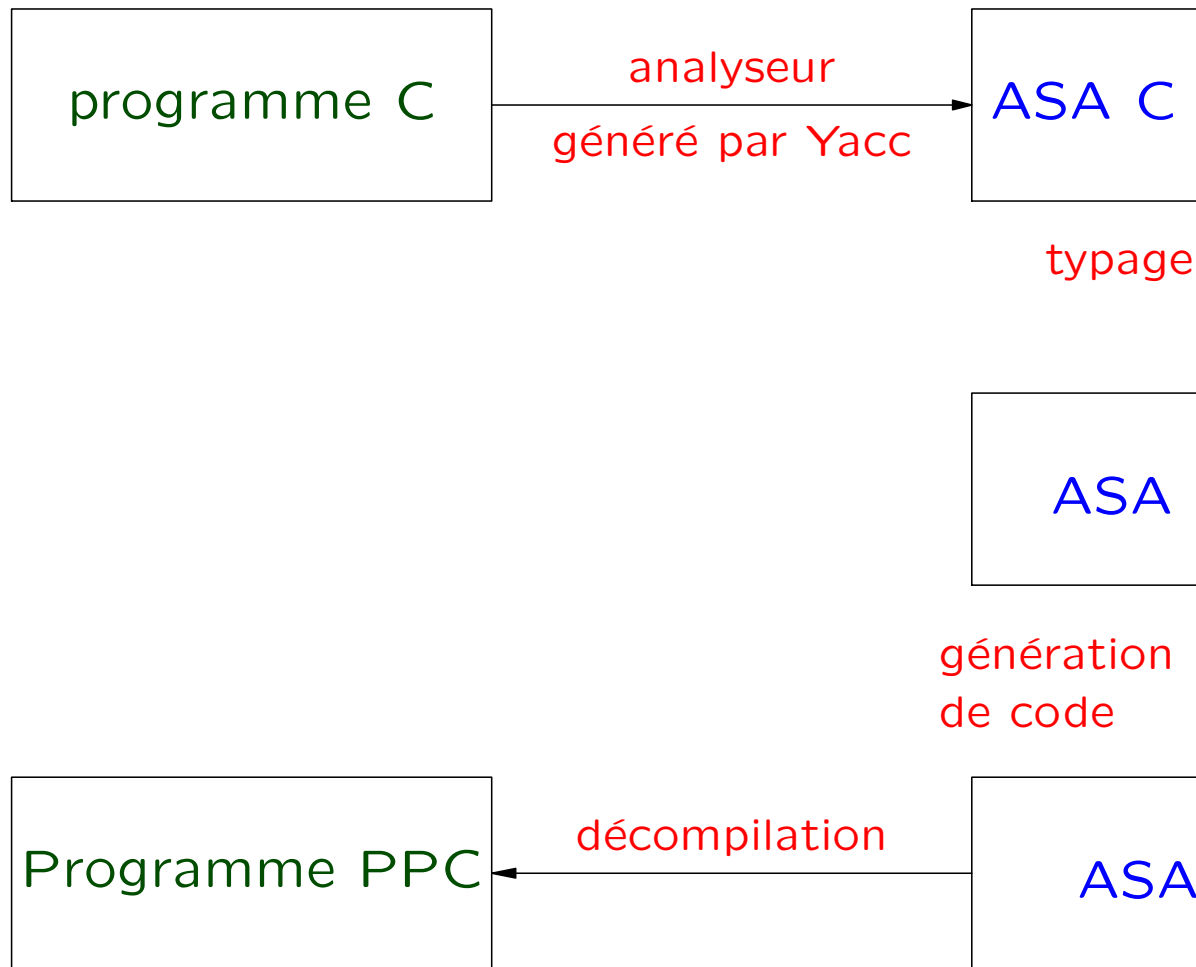 programme C
analyseur
généré par Yacc
ASA C
typage
ASA
génération
de code
Programme PPC
décompilation
ASA